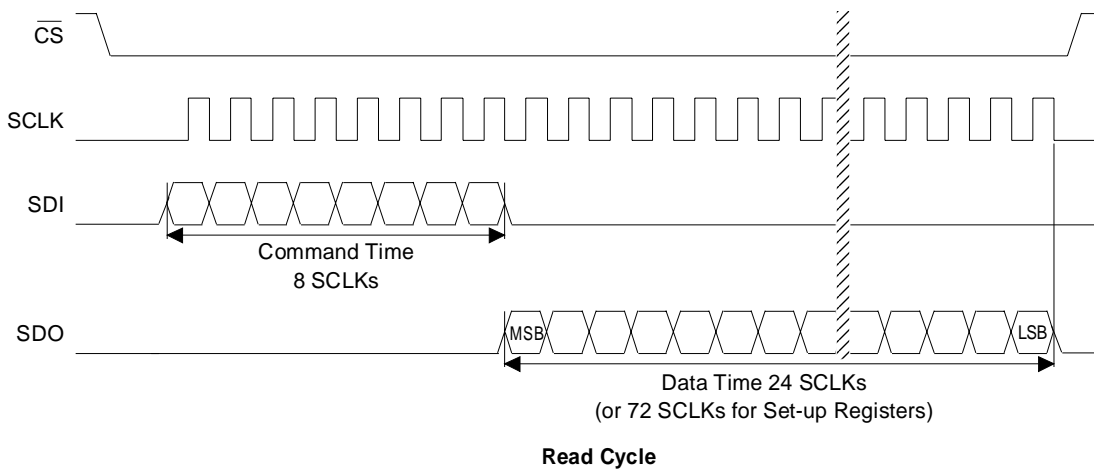 CS
SCLK
SDI
Command Time
8 SCLKs
SDO
MSB
LSB
Data Time 24 SCLKs
(or 72 SCLKs for Set-up Registers)
Read Cycle